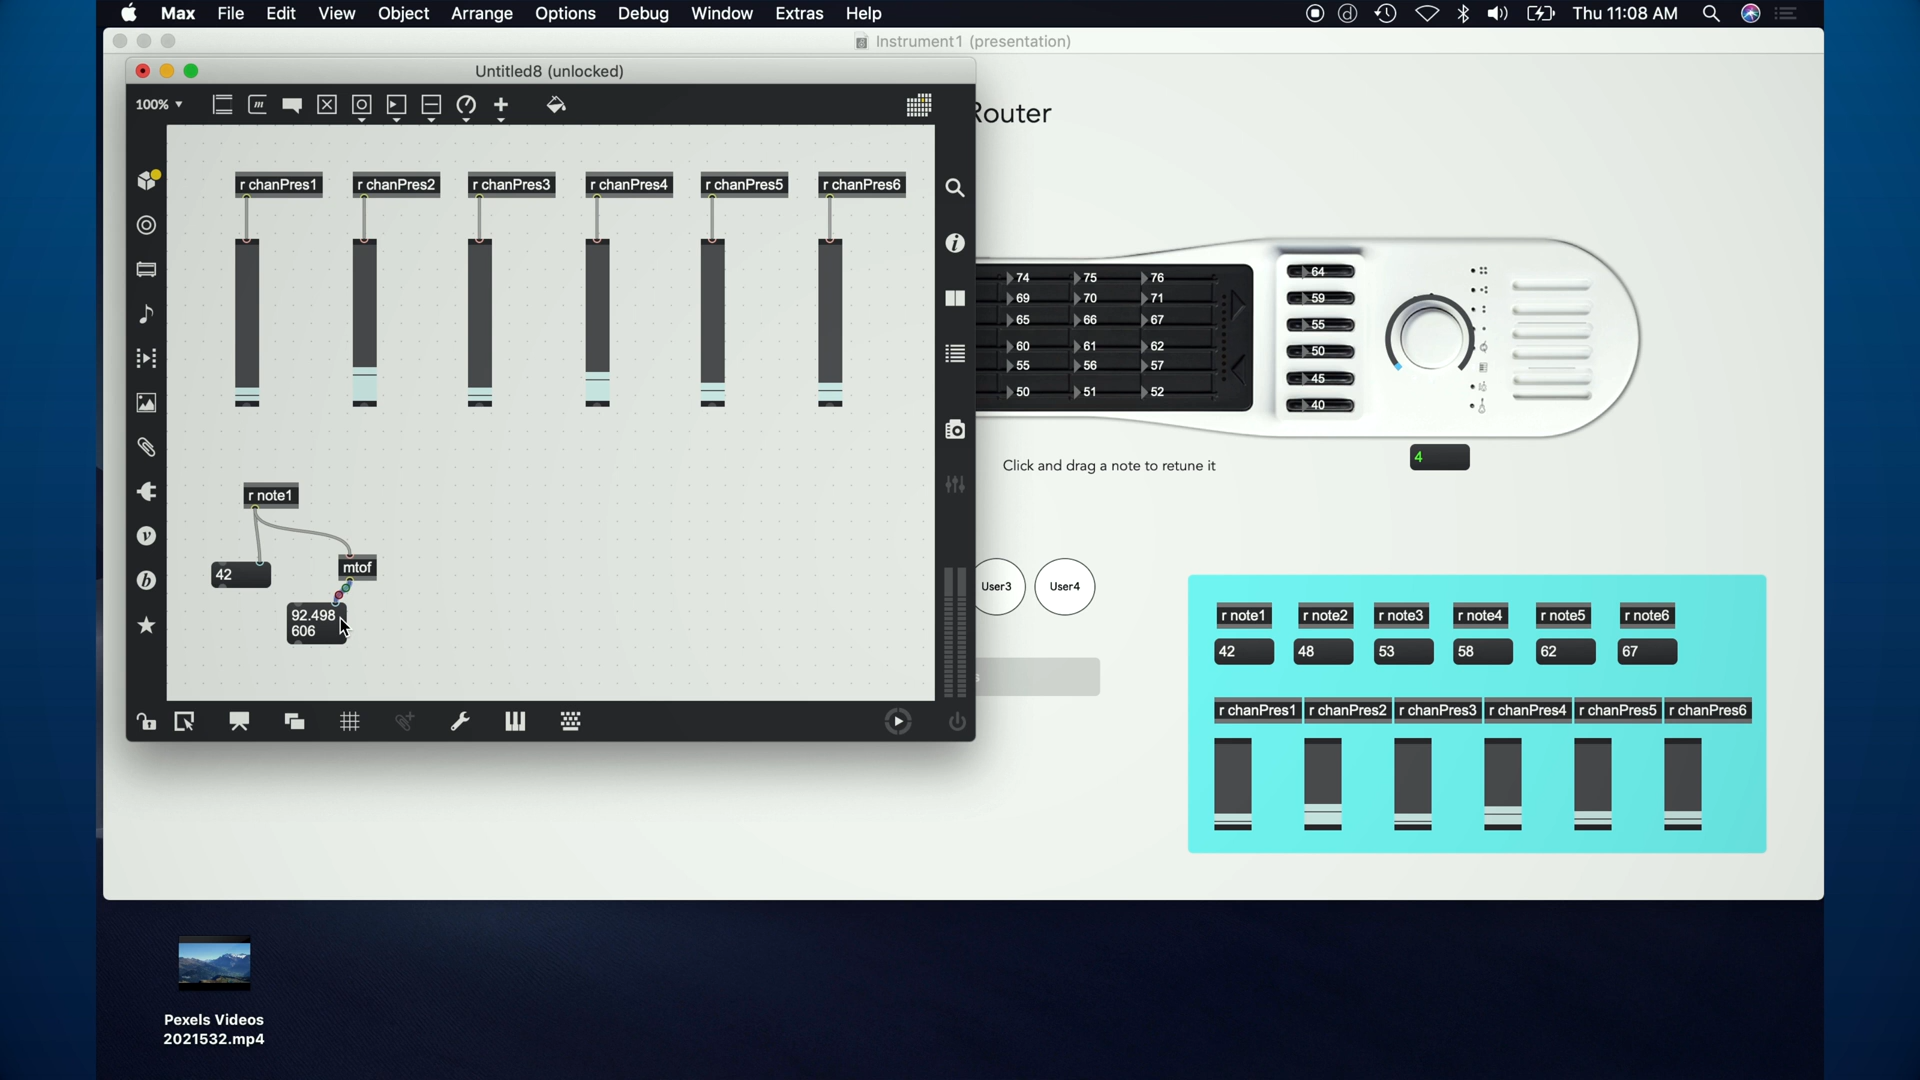 Max File Edit View Object Arrange Options Debug Window Extras Help
Thu 11:08 AM
Instrument1 (presentation)
Untitled8 (unlocked)
100%
Router
r chanPres1 r chanPres2 r chanPres3 r chanPres4 r chanPres5 r chanPres6
74 75 76
69 70 71
65 66 67
60 61 62
55 56 57
50 51 52
64
59
55
50
45
40
4
Click and drag a note to retune it
r note1
42
mtof
92.498
606
User3 User4
r note1 r note2 r note3 r note4 r note5 r note6
42 48 53 58 62 67
r chanPres1 r chanPres2 r chanPres3 r chanPres4 r chanPres5 r chanPres6
Pexels Videos
2021532.mp4